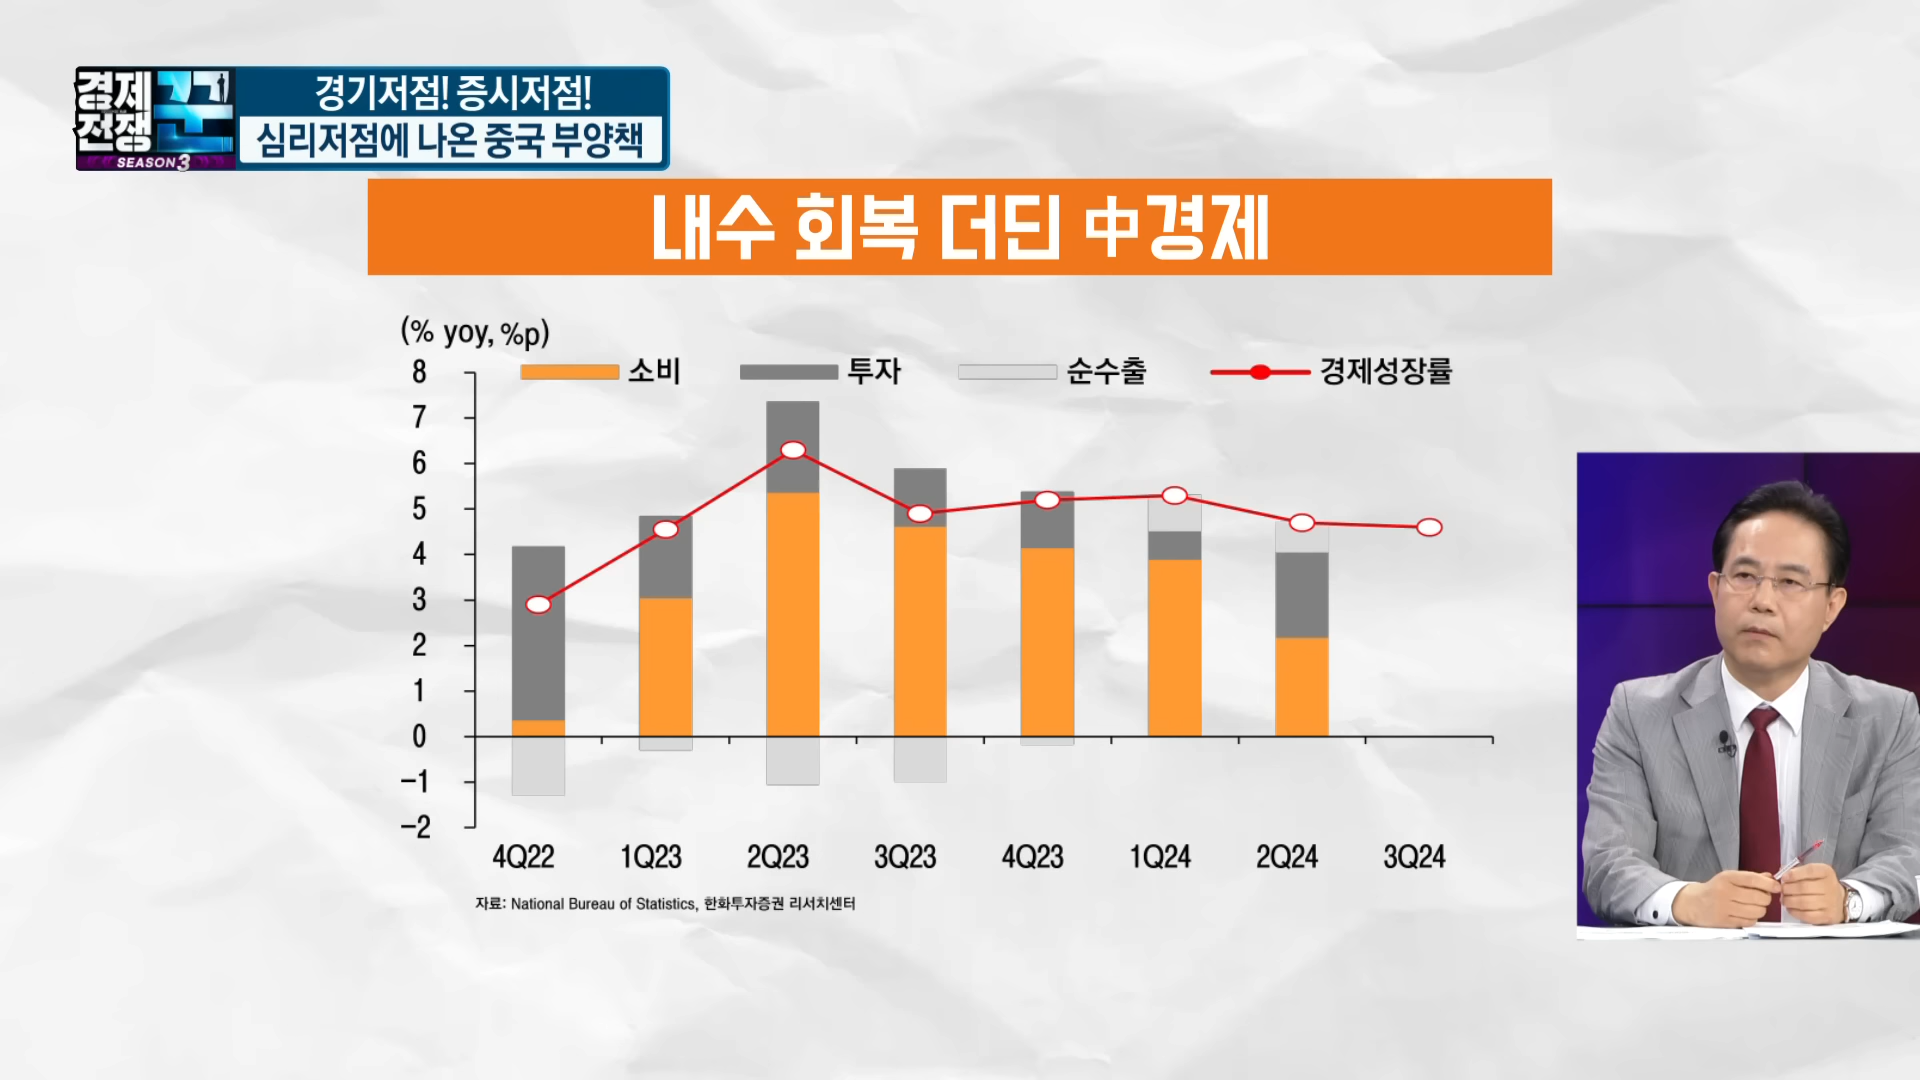 경제전쟁 꾼
SEASON3
경기저점! 증시저점!
심리저점에 나온 중국 부양책
내수 회복 더딘 中경제
(% yoy, %p)
소비 투자 순수출 경제성장률
8
7
6
5
4
3
2
1
0
-1
-2
4Q22 1Q23 2Q23 3Q23 4Q23 1Q24 2Q24 3Q24
자료: National Bureau of Statistics, 한화투자증권 리서치센터